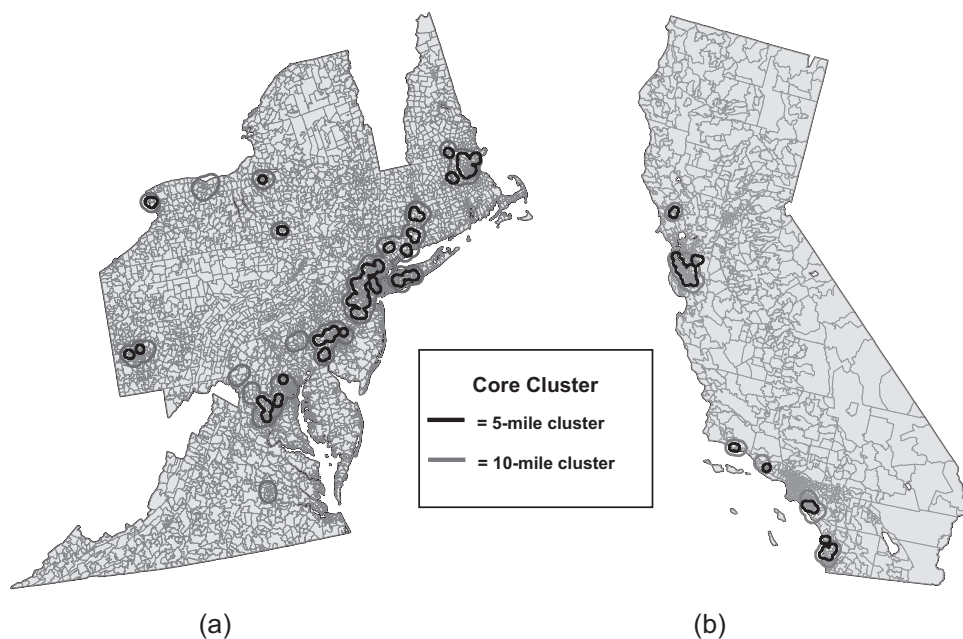 Core Cluster
= 5-mile cluster
= 10-mile cluster
(a)
(b)